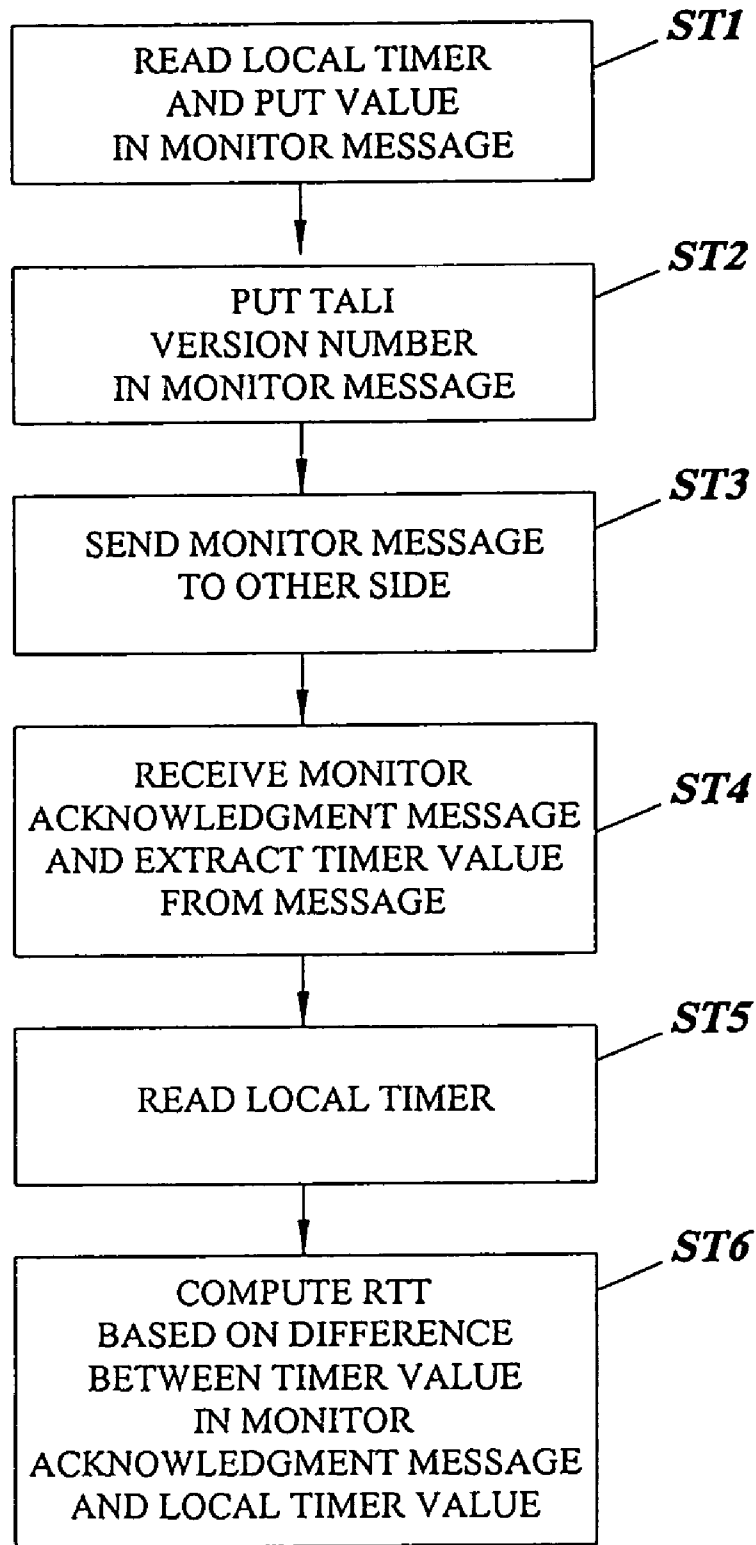 ST1
READ LOCAL TIMER
AND PUT VALUE
IN MONITOR MESSAGE
ST2
PUT TALI
VERSION NUMBER
IN MONITOR MESSAGE
ST3
SEND MONITOR MESSAGE
TO OTHER SIDE
ST4
RECEIVE MONITOR
ACKNOWLEDGMENT MESSAGE
AND EXTRACT TIMER VALUE
FROM MESSAGE
ST5
READ LOCAL TIMER
ST6
COMPUTE RTT
BASED ON DIFFERENCE
BETWEEN TIMER VALUE
IN MONITOR
ACKNOWLEDGMENT MESSAGE
AND LOCAL TIMER VALUE